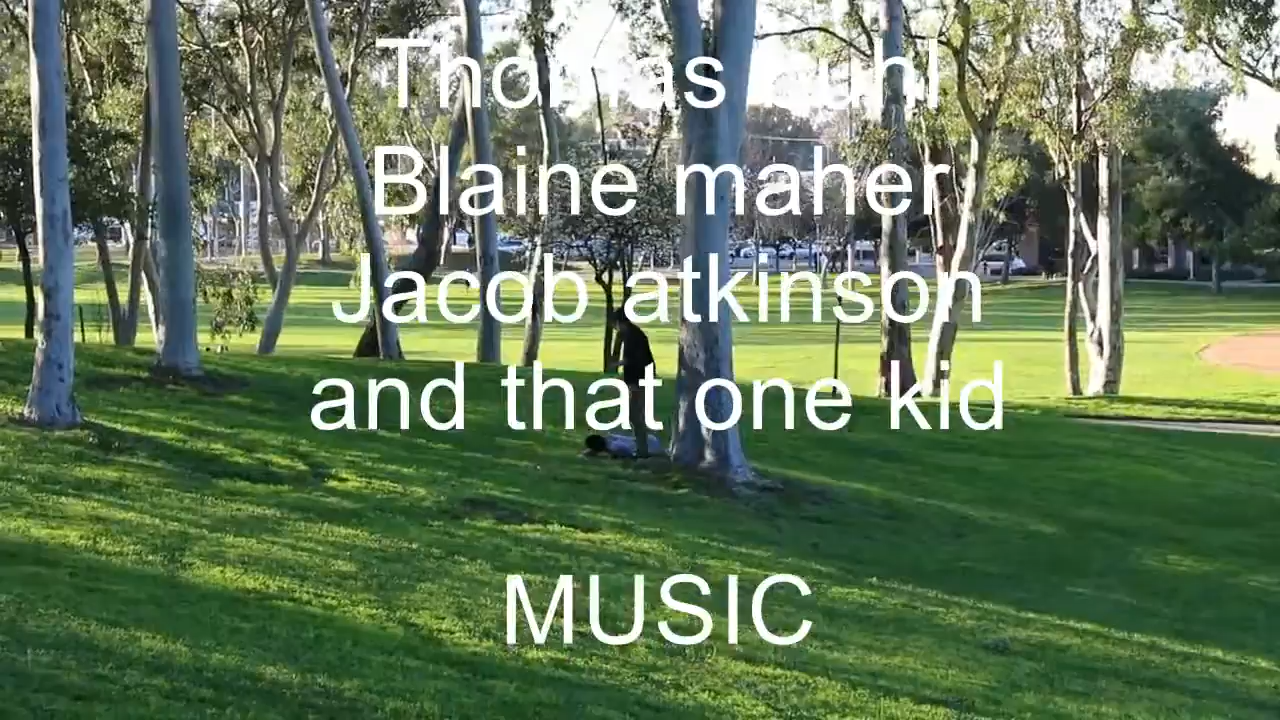 Thomas
Blaine maher
Jacob atkinson
and that one kid
MUSIC